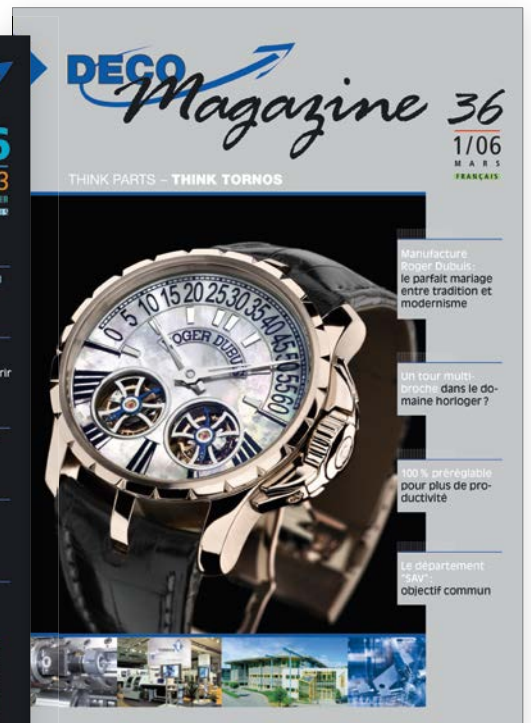 DECO
Magazine 36
1/06
MARS
FRANÇAIS
THINK PARTS – THINK TORNOS
Manufacture
Roger Dubuis:
le parfait mariage
entre tradition et
modernisme
Un tour multi-
broche dans le do-
maine horloger?
100 % préréglable
pour plus de pro-
ductivité
Le département
"SAV":
objectif commun
0 5 10 15 20 25 30 35 40 45 50 55 60
ROGER DUBUIS